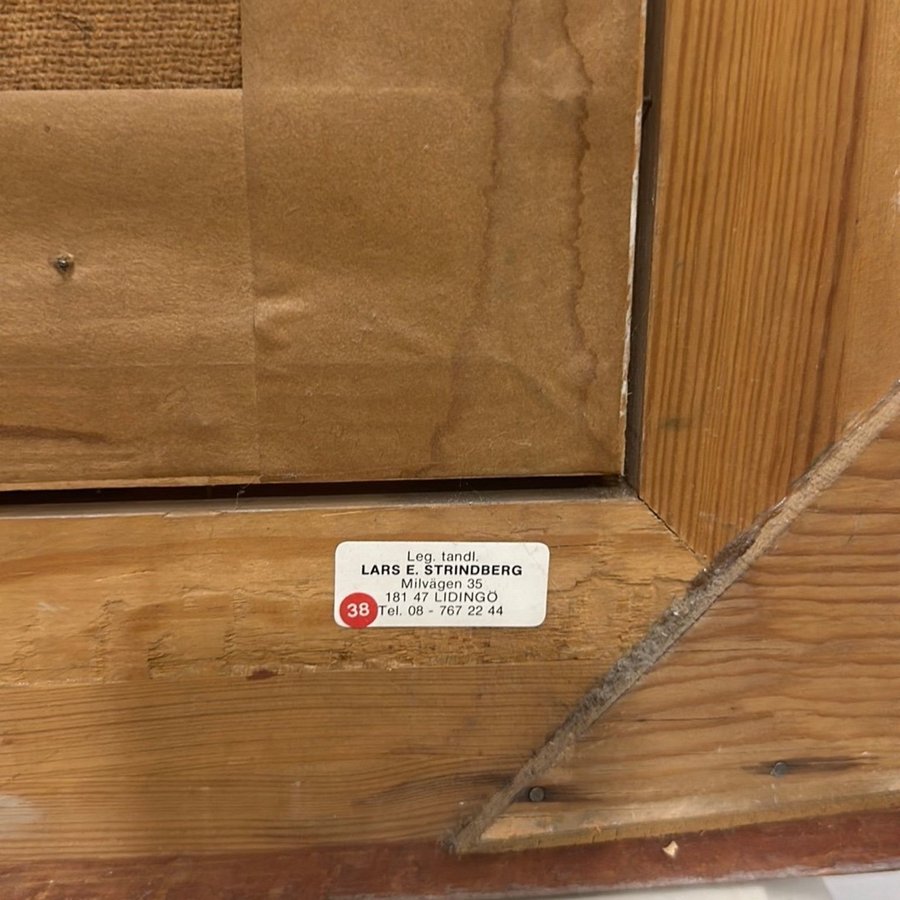 Leg. tandl.
LARS E. STRINDBERG
Milvägen 35
181 47 LIDINGÖ
38 Tel. 08 - 767 22 44